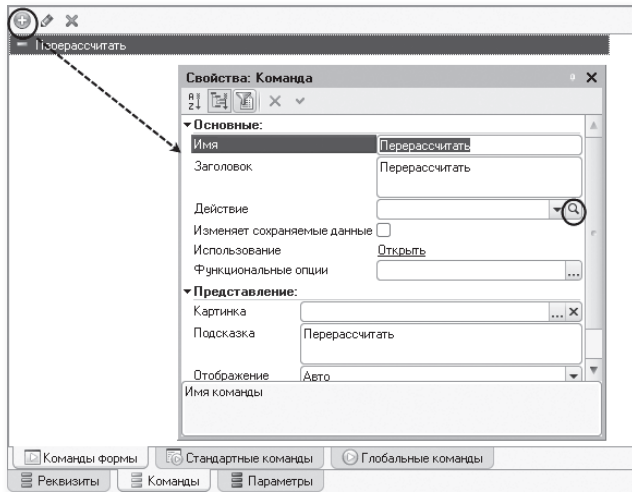 Перерассчитать
Свойства: Команда
Основные:
Имя Перерассчитать
Заголовок Перерассчитать
Действие
Изменяет сохраняемые данные
Использование Открыть
Функциональные опции ...
Представление:
Картинка ...
Подсказка Перерассчитать
Отображение Авто
Имя команды
Команды формы Стандартные команды Глобальные команды
Реквизиты Команды Параметры